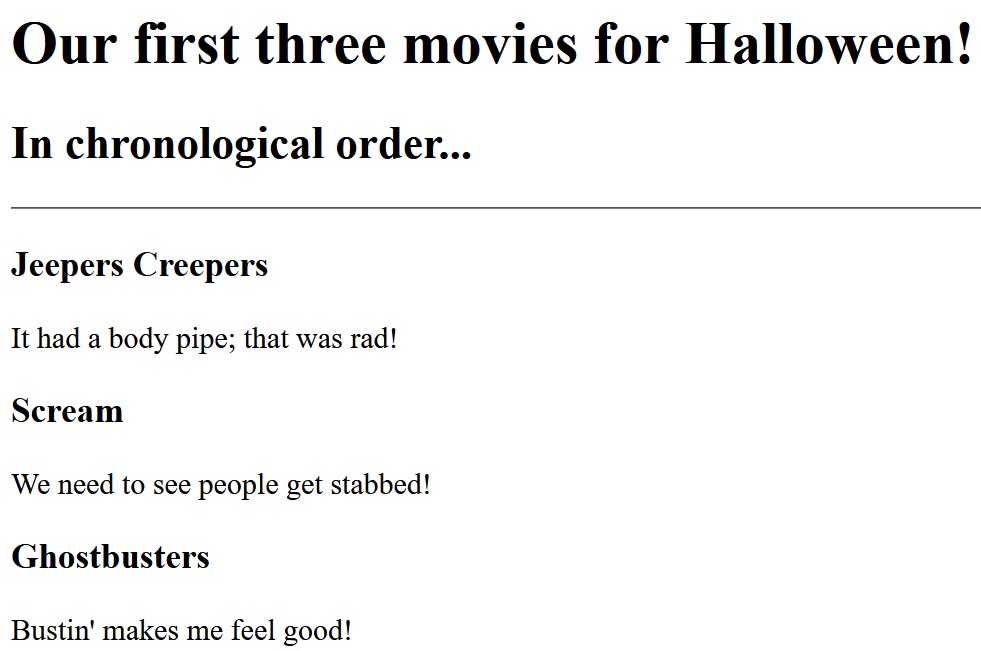 Our first three movies for Halloween!
In chronological order...
Jeepers Creepers
It had a body pipe; that was rad!
Scream
We need to see people get stabbed!
Ghostbusters
Bustin' makes me feel good!